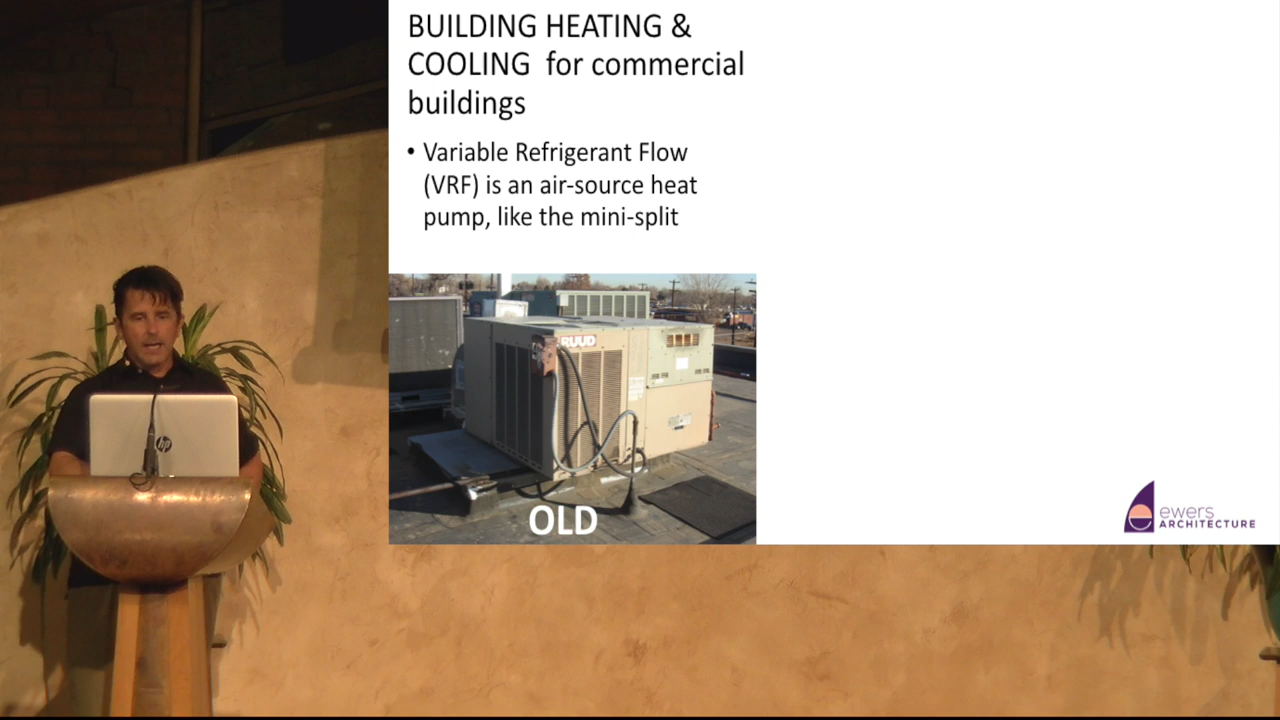 BUILDING HEATING &
COOLING for commercial
buildings
• Variable Refrigerant Flow
(VRF) is an air-source heat
pump, like the mini-split
RUUD
OLD
ewers
ARCHITECTURE
hp